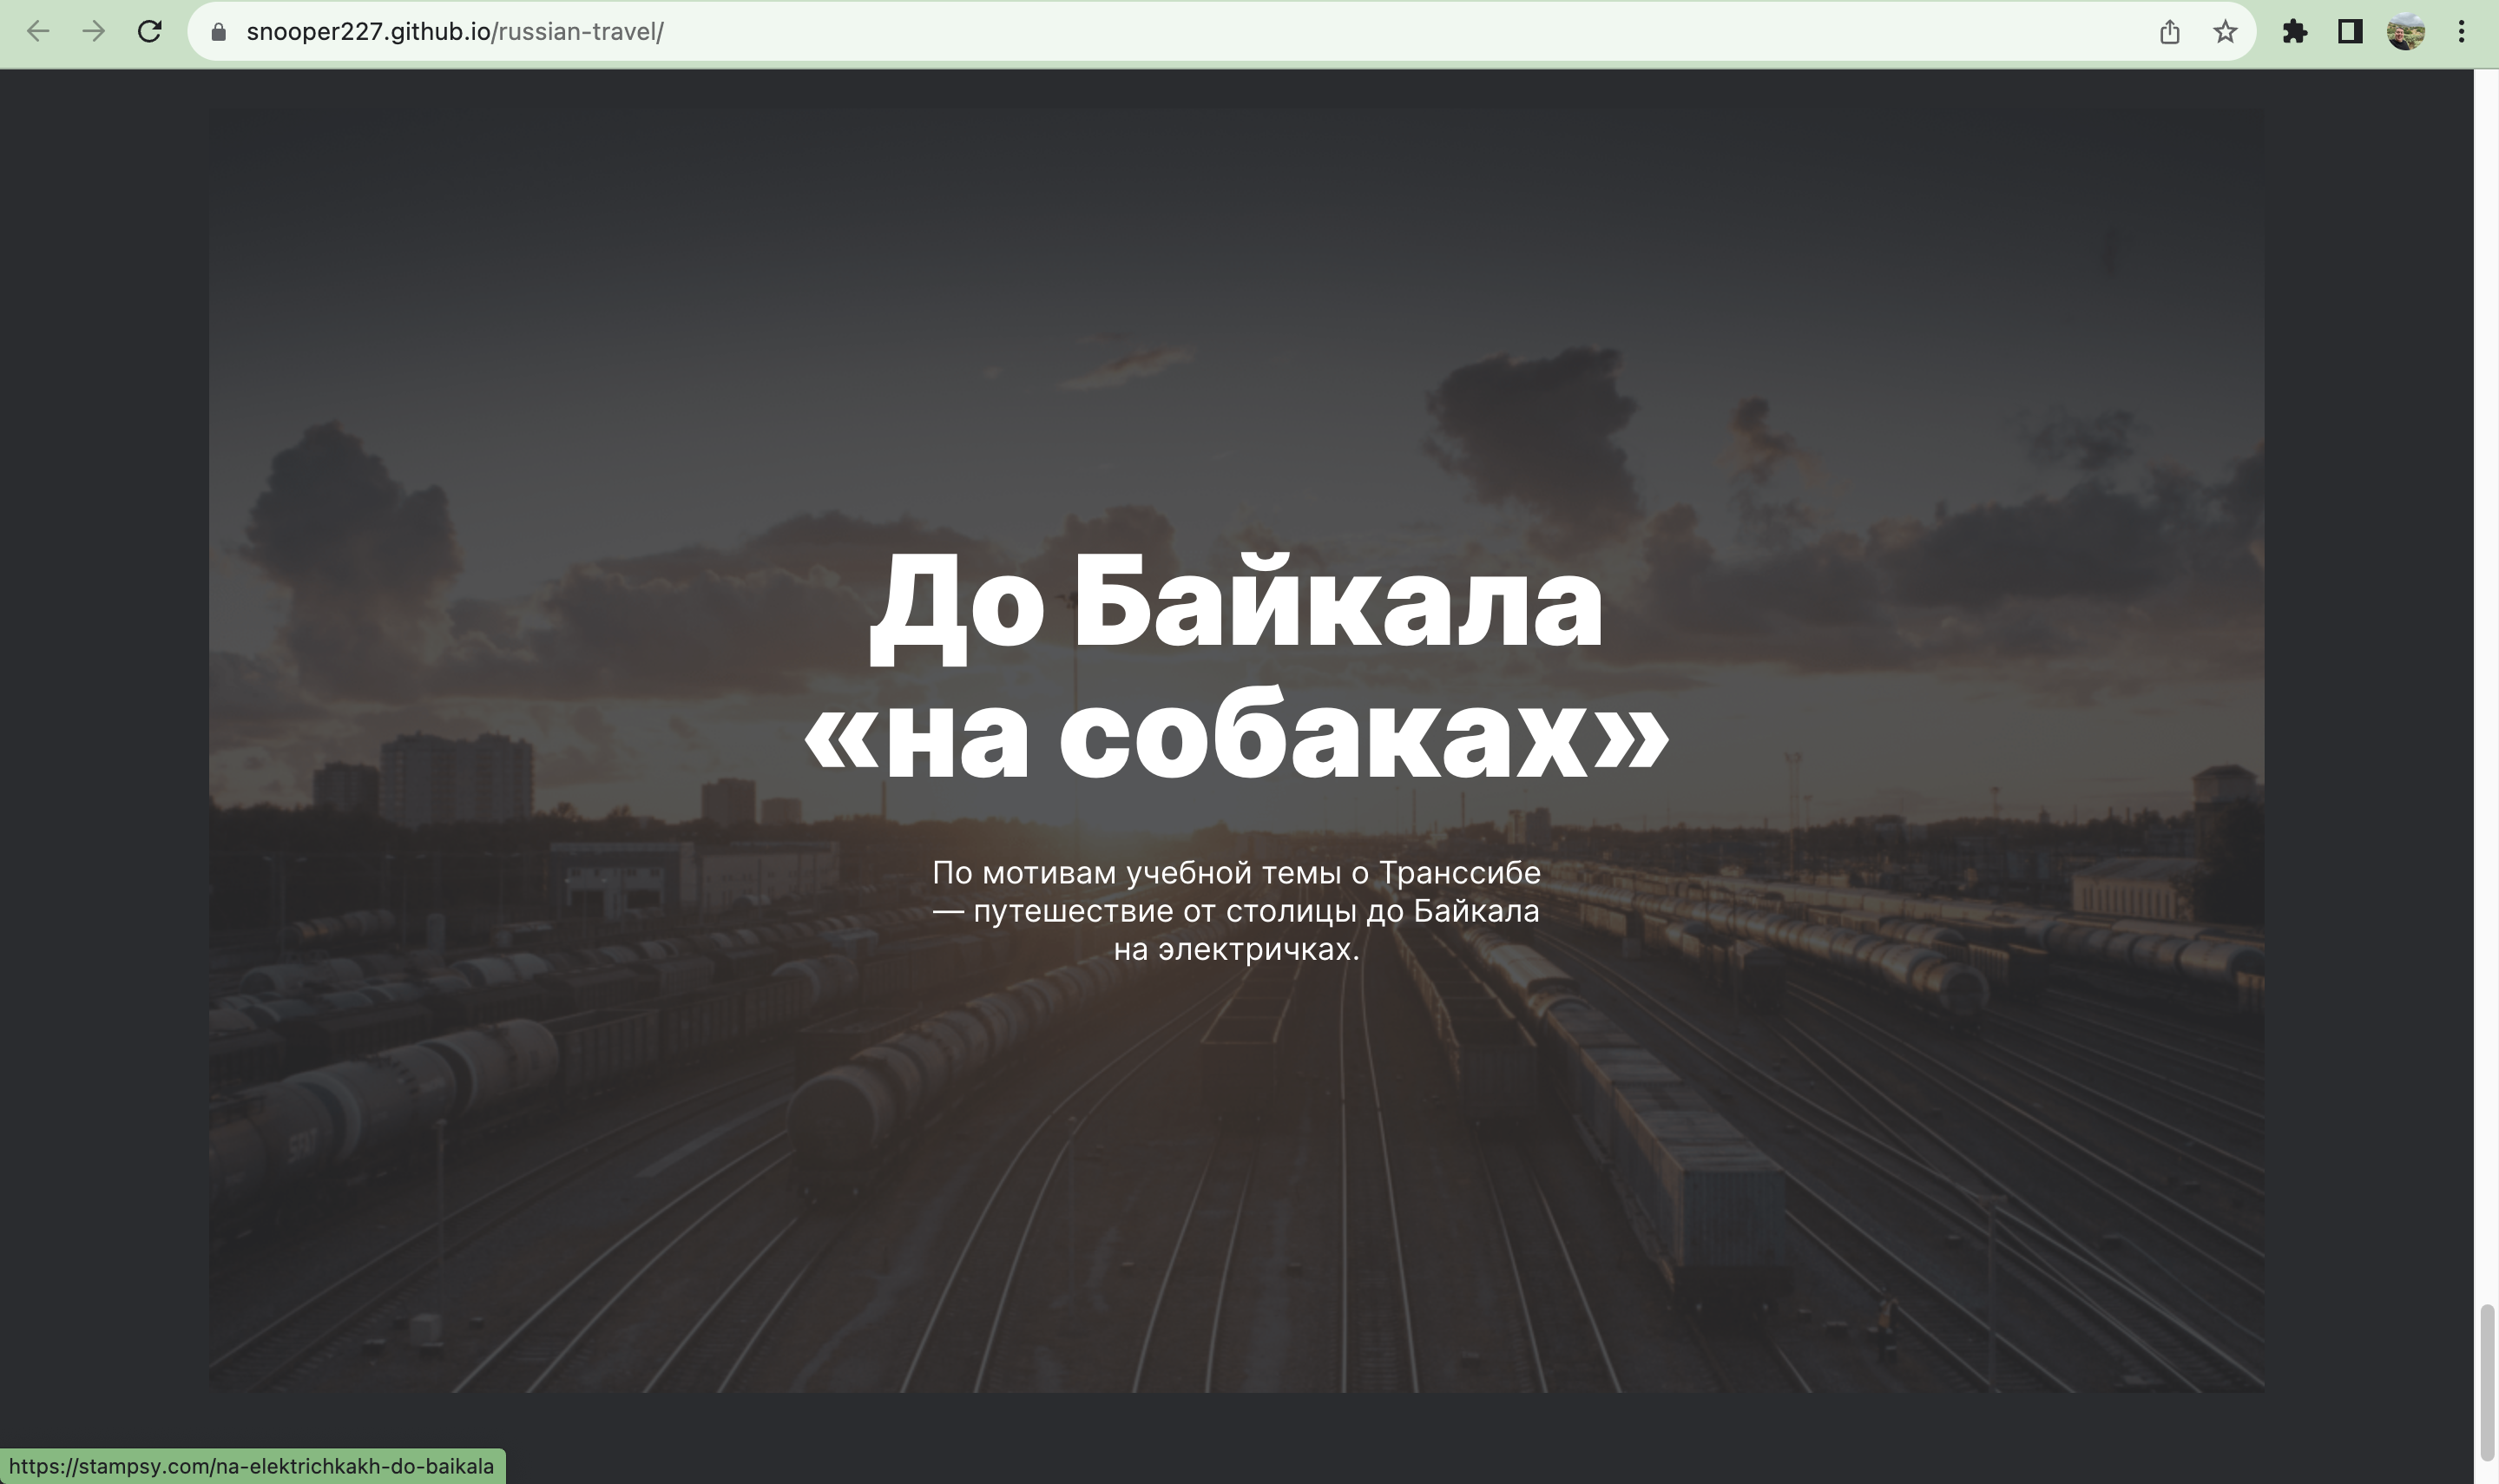 snooper227.github.io/russian-travel/
До Байкала
«на собаках»
По мотивам учебной темы о Транссибе
— путешествие от столицы до Байкала
на электричках.
https://stampsy.com/na-elektrichkakh-do-baikala